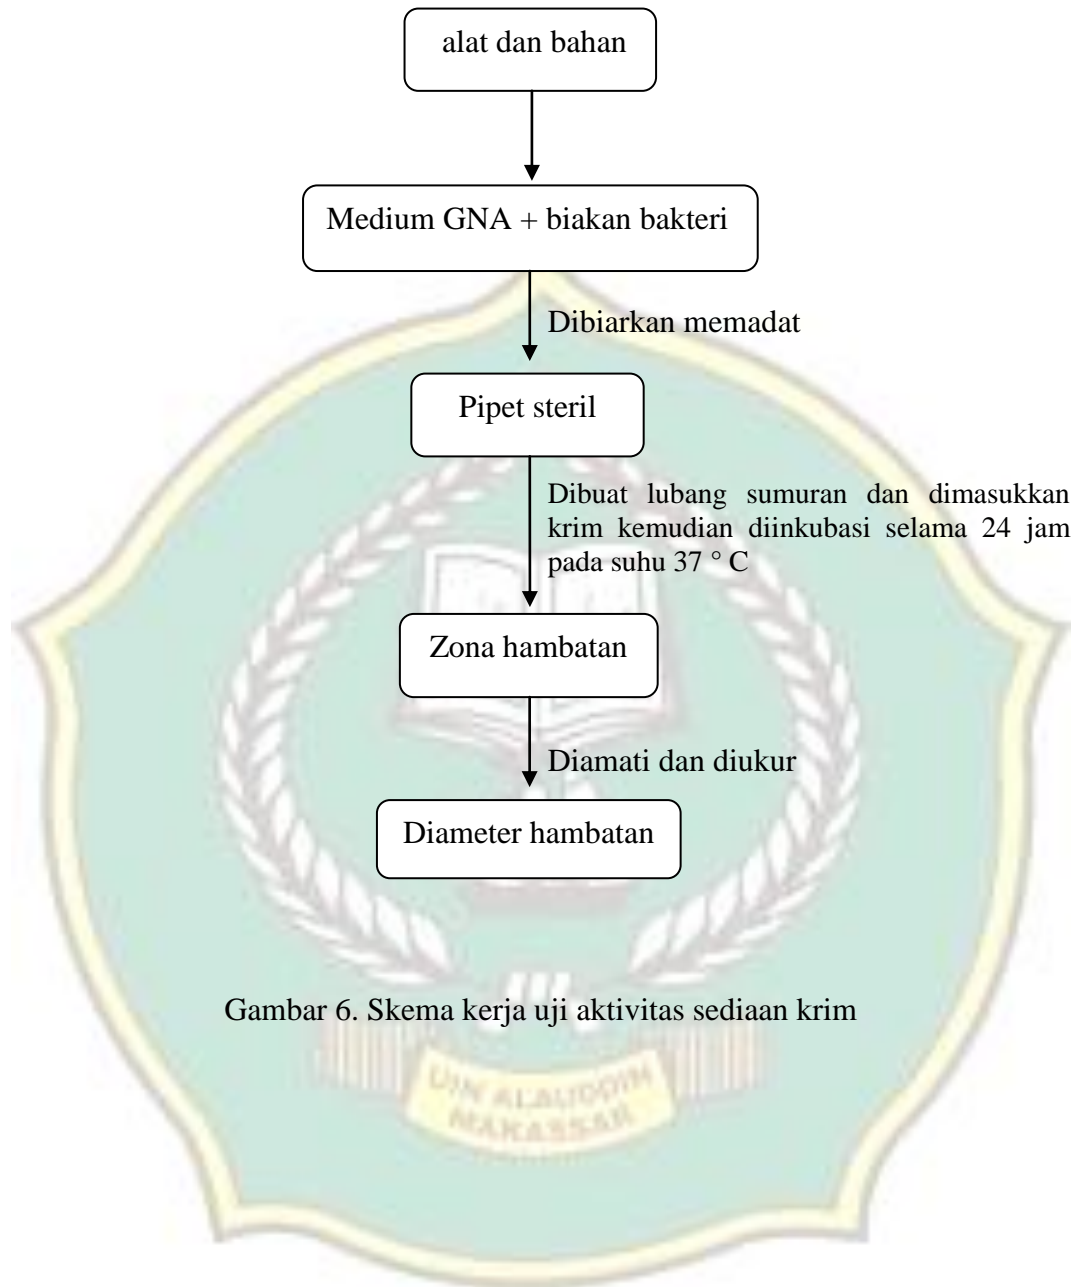 alat dan bahan
Medium GNA + biakan bakteri
Dibiarkan memadat
Pipet steril
Dibuat lubang sumuran dan dimasukkan
krim kemudian diinkubasi selama 24 jam
pada suhu 37 ° C
Zona hambatan
Diamati dan diukur
Diameter hambatan
Gambar 6. Skema kerja uji aktivitas sediaan krim
UIN ALAUDDIN
MAKASSAR